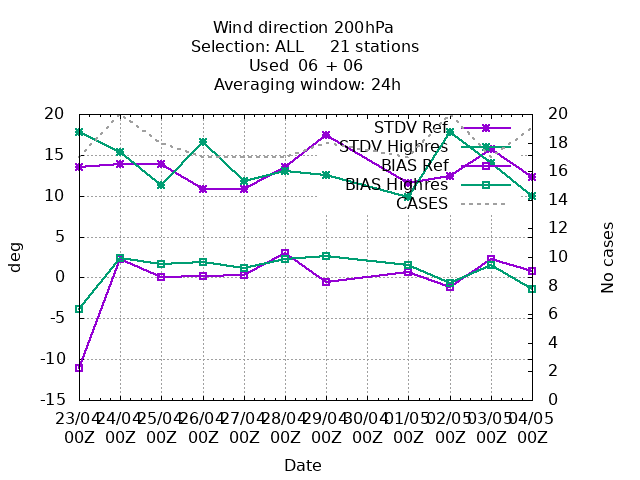 Wind direction 200hPa
Selection: ALL 21 stations
Used 06 + 06
Averaging window: 24h
20 20
STDV Ref
18
STDV Highres
15 16
BIAS Ref
BIAS Highres
10 14
CASES
12
5 10
0 8
-5 6
4
-10 2
-15 0
deg
No cases
23/04 24/04 25/04 26/04 27/04 28/04 29/04 30/04 01/05 02/05 03/05 04/05
00Z 00Z 00Z 00Z 00Z 00Z 00Z 00Z 00Z 00Z 00Z 00Z
Date